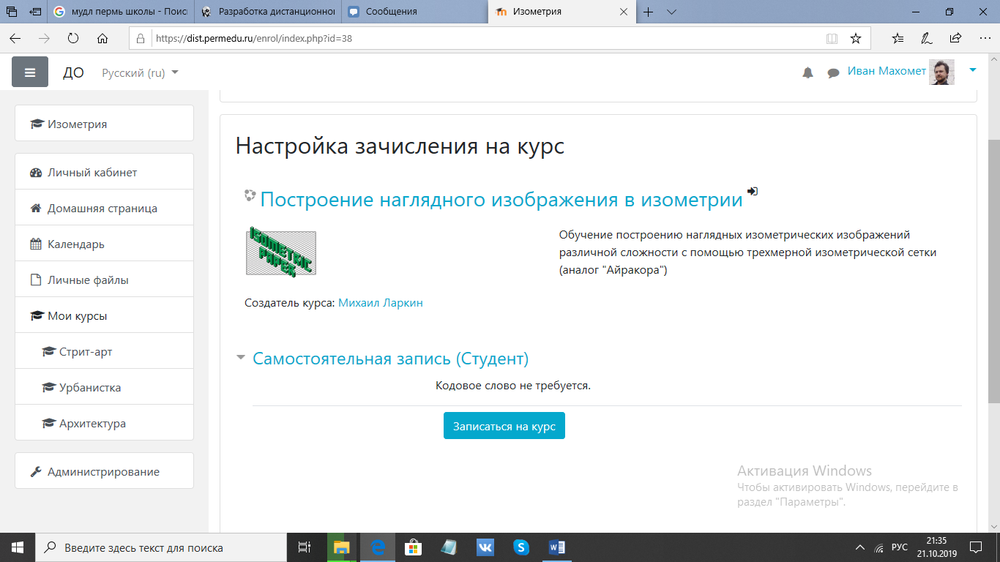 мудл пермь школы - Поис
Разработка дистанционног
Сообщения
Изометрия
https://dist.permedu.ru/enrol/index.php?id=38
ДО
Русский (ru)
Иван Махомет
Изометрия
Личный кабинет
Домашняя страница
Календарь
Личные файлы
Мои курсы
Стрит-арт
Урбанистка
Архитектура
Администрирование
Настройка зачисления на курс
Построение наглядного изображения в изометрии
ISOMETRIC
PAPER
Обучение построению наглядных изометрических изображений
различной сложности с помощью трехмерной изометрической сетки
(аналог "Айракора")
Создатель курса: Михаил Ларкин
Самостоятельная запись (Студент)
Кодовое слово не требуется.
Записаться на курс
Активация Windows
Чтобы активировать Windows, перейдите в
раздел "Параметры".
Введите здесь текст для поиска
РУС
21:35
21.10.2019